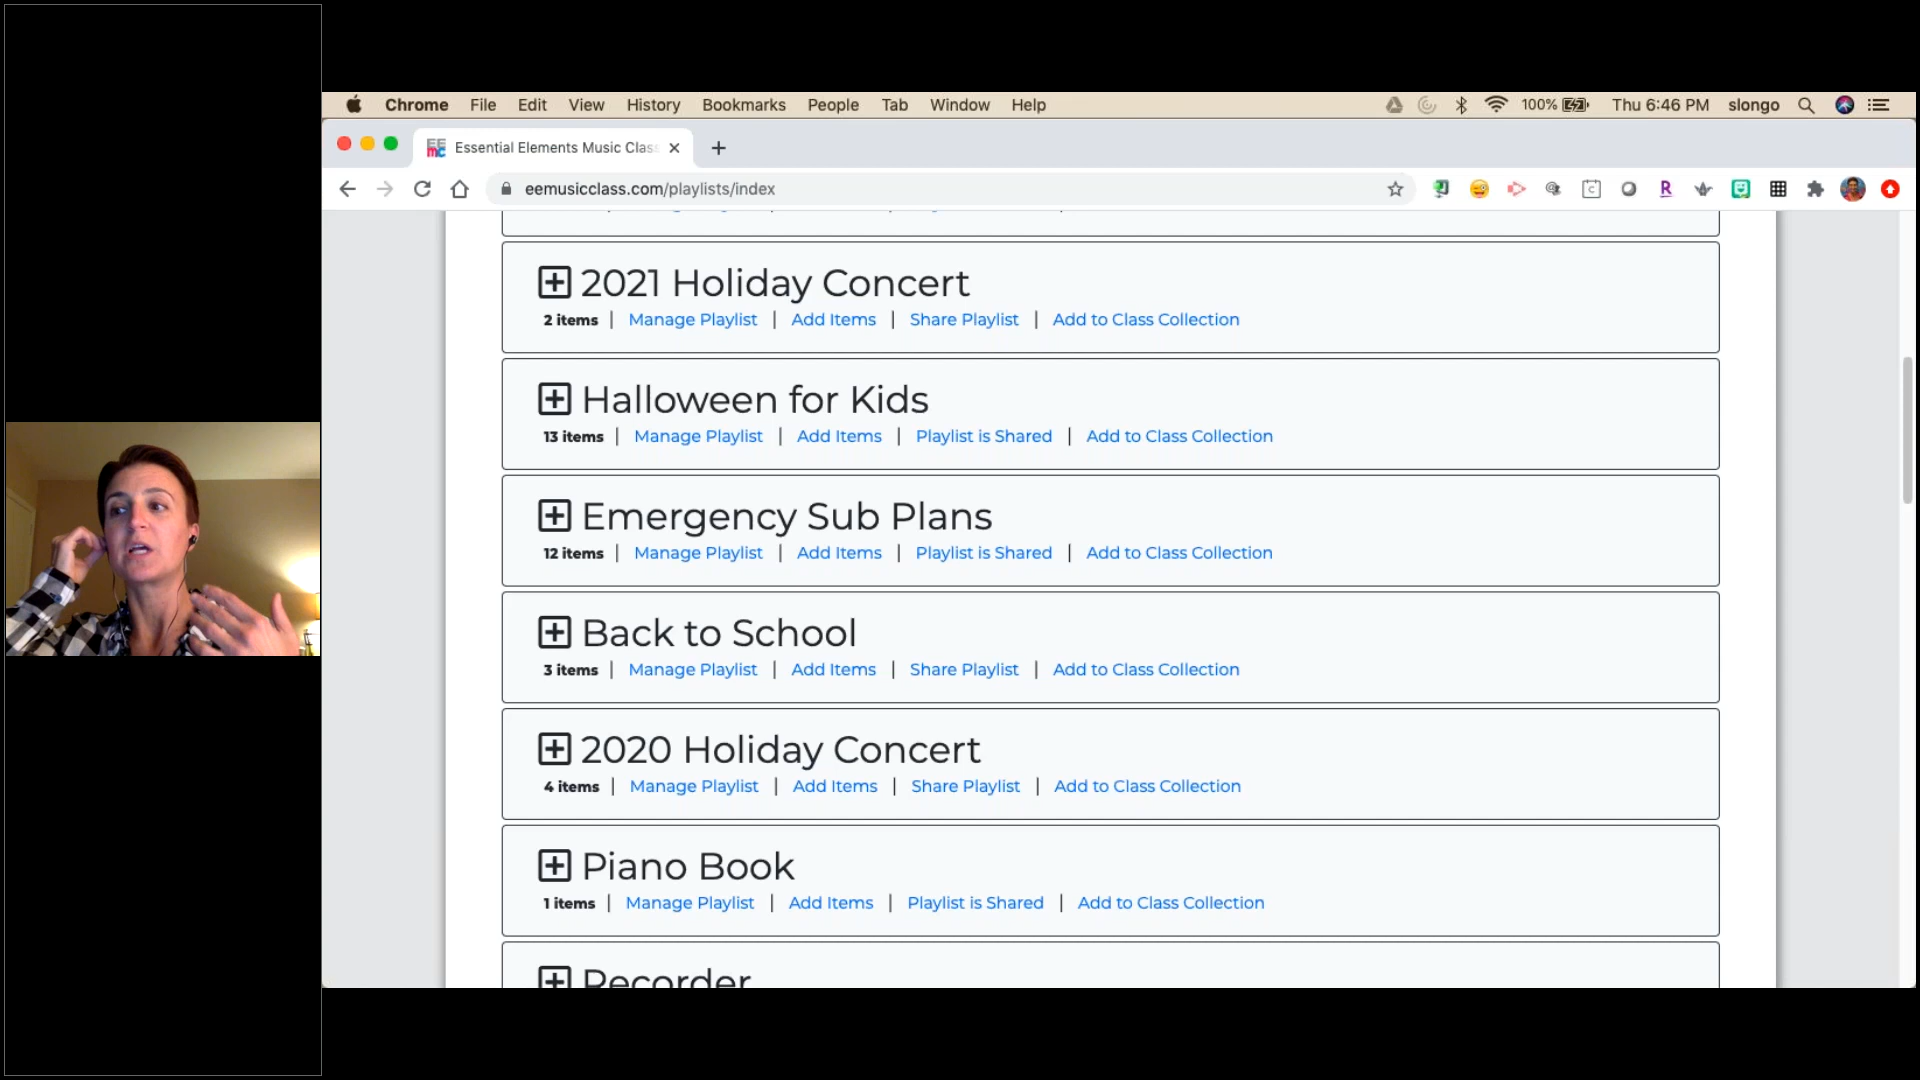 Chrome File Edit View History Bookmarks People Tab Window Help 100% Thu 6:46 PM slongo
Essential Elements Music Clas
eemusicclass.com/playlists/index
2021 Holiday Concert
2 items | Manage Playlist | Add Items | Share Playlist | Add to Class Collection
Halloween for Kids
13 items | Manage Playlist | Add Items | Playlist is Shared | Add to Class Collection
Emergency Sub Plans
12 items | Manage Playlist | Add Items | Playlist is Shared | Add to Class Collection
Back to School
3 items | Manage Playlist | Add Items | Share Playlist | Add to Class Collection
2020 Holiday Concert
4 items | Manage Playlist | Add Items | Share Playlist | Add to Class Collection
Piano Book
1 items | Manage Playlist | Add Items | Playlist is Shared | Add to Class Collection
Recorder